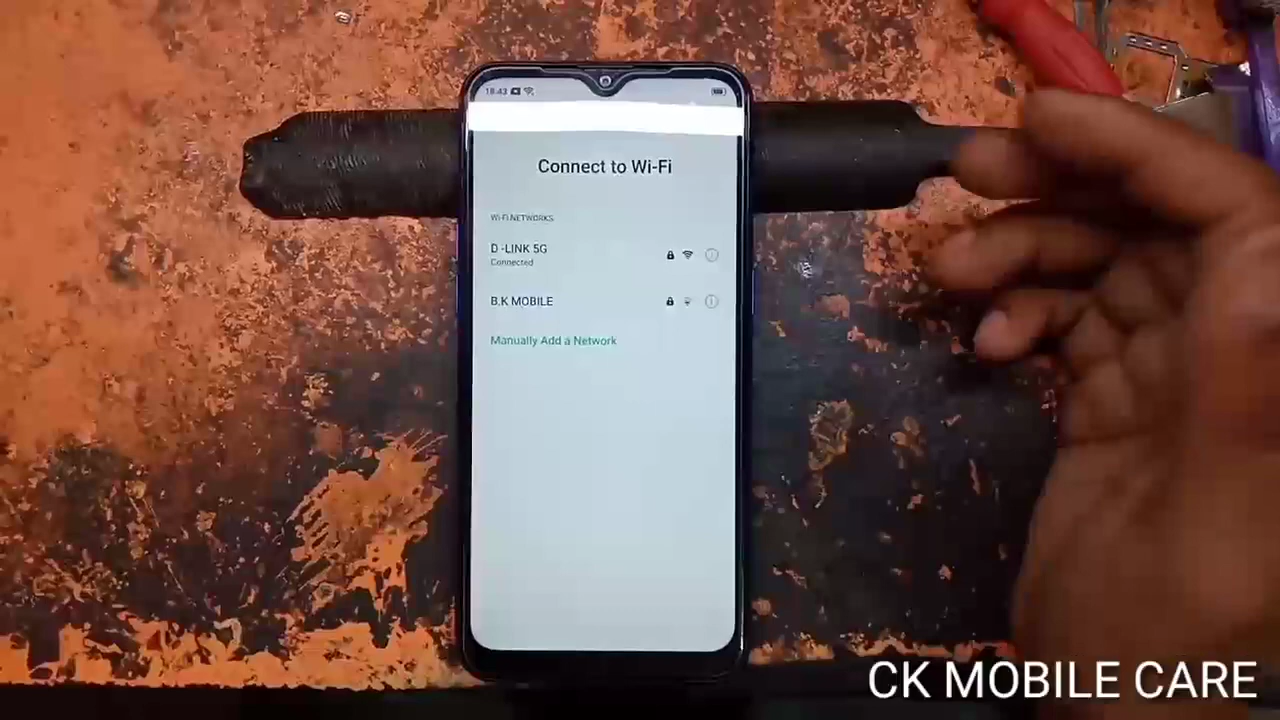 18:43
Connect to Wi-Fi
WI-FI NETWORKS
D-LINK 5G
Connected
B.K MOBILE
Manually Add a Network
CK MOBILE CARE